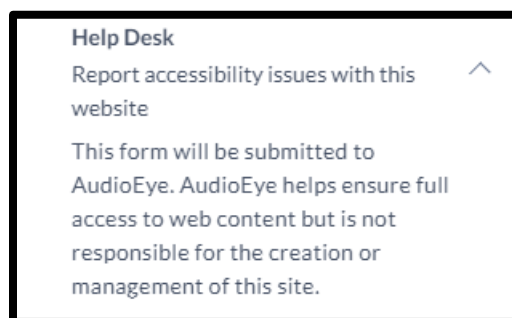 Help Desk
Report accessibility issues with this
website
This form will be submitted to
AudioEye. AudioEye helps ensure full
access to web content but is not
responsible for the creation or
management of this site.